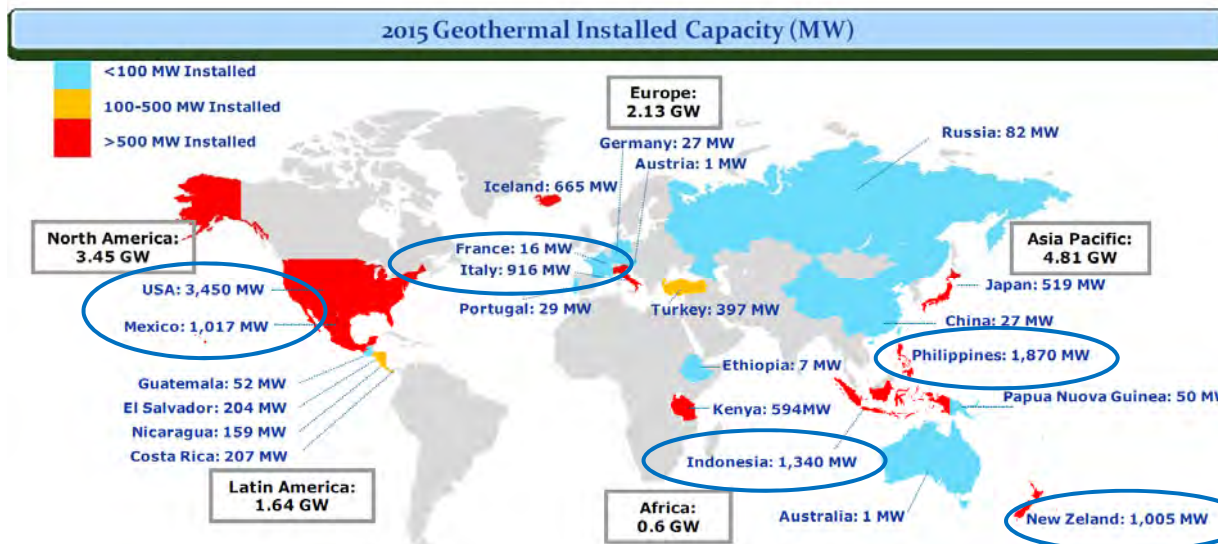 2015 Geothermal Installed Capacity (MW)
<100 MW Installed
100-500 MW Installed
>500 MW Installed
Europe:
2.13 GW
Germany: 27 MW
Austria: 1 MW
Russia: 82 MW
Iceland: 665 MW
North America:
3.45 GW
France: 16 MW
Italy: 916 MW
Asia Pacific:
4.81 GW
USA: 3,450 MW
Mexico: 1,017 MW
Portugal: 29 MW
Turkey: 397 MW
Japan: 519 MW
China: 27 MW
Philippines: 1,870 MW
Guatemala: 52 MW
El Salvador: 204 MW
Nicaragua: 159 MW
Costa Rica: 207 MW
Ethiopia: 7 MW
Kenya: 594MW
Papua Nuova Guinea: 50 MW
Indonesia: 1,340 MW
Latin America:
1.64 GW
Africa:
0.6 GW
Australia: 1 MW
New Zeland: 1,005 MW